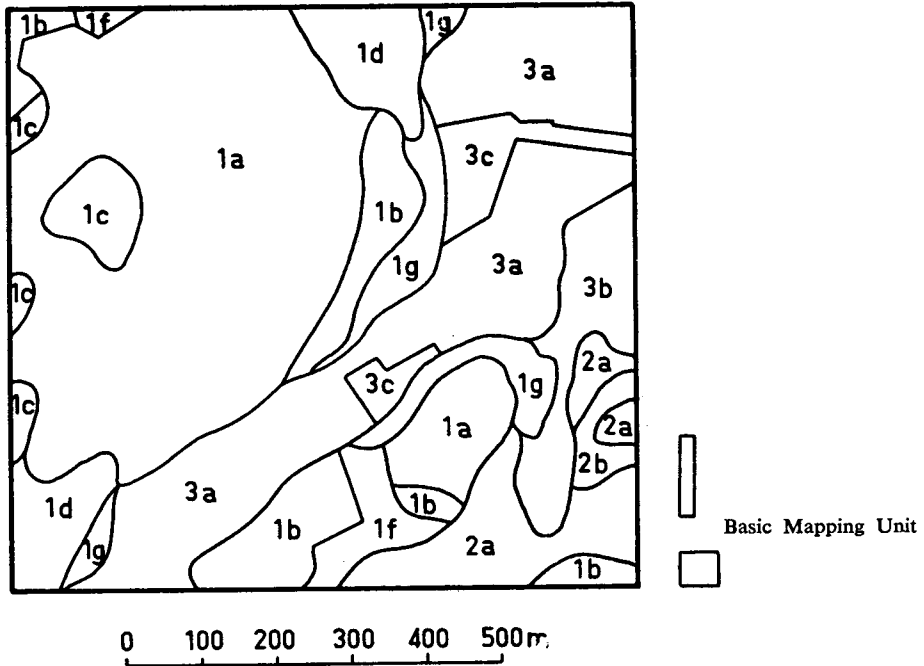 1b 1f 1d 1g
3a
1c 1a 3c
1c 1b
1g 3a
1c 3b
3c 1g 2a
1c 1a 2a
2b
1d 3a 1b 1f 1b
1g 2a 1b
Basic Mapping Unit
0 100 200 300 400 500m